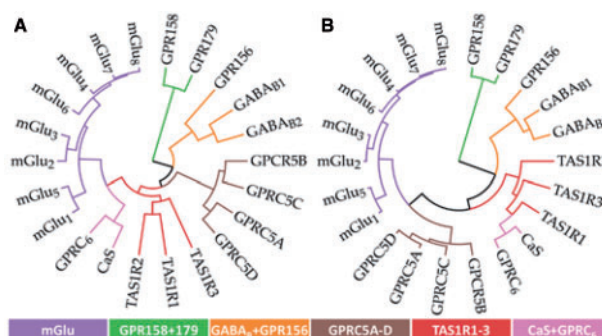 A
mGlu8
mGlu7
mGlu4
mGlu6
mGlu3
mGlu2
mGlu5
mGlu1
GPRC6
CaS
TAS1R2
TAS1R1
TAS1R3
GPRC5D
GPRC5A
GPRC5C
GPCR5B
GABAB2
GABAB1
GPR156
GPR179
GPR158
B
mGlu8
mGlu7
mGlu4
mGlu6
mGlu3
mGlu2
mGlu5
mGlu1
GPRC5D
GPRC5A
GPRC5C
GPCR5B
GPRC6
CaS
TAS1R1
TAS1R3
TAS1R
GABAB
GABAB1
GPR156
GPR179
GPR158
mGlu GPR158+179 GABAB+GPR156 GPRC5A-D TAS1R1-3 CaS+GPRC6